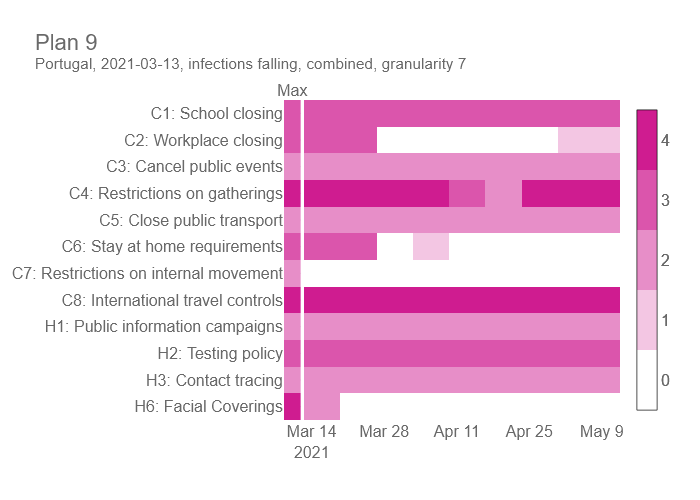 Plan 9
Portugal, 2021-03-13, infections falling, combined, granularity 7
Max
C1: School closing
C2: Workplace closing
C3: Cancel public events
C4: Restrictions on gatherings
C5: Close public transport
C6: Stay at home requirements
C7: Restrictions on internal movement
C8: International travel controls
H1: Public information campaigns
H2: Testing policy
H3: Contact tracing
H6: Facial Coverings
Mar 14 Mar 28 Apr 11 Apr 25 May 9
2021
4
3
2
1
0